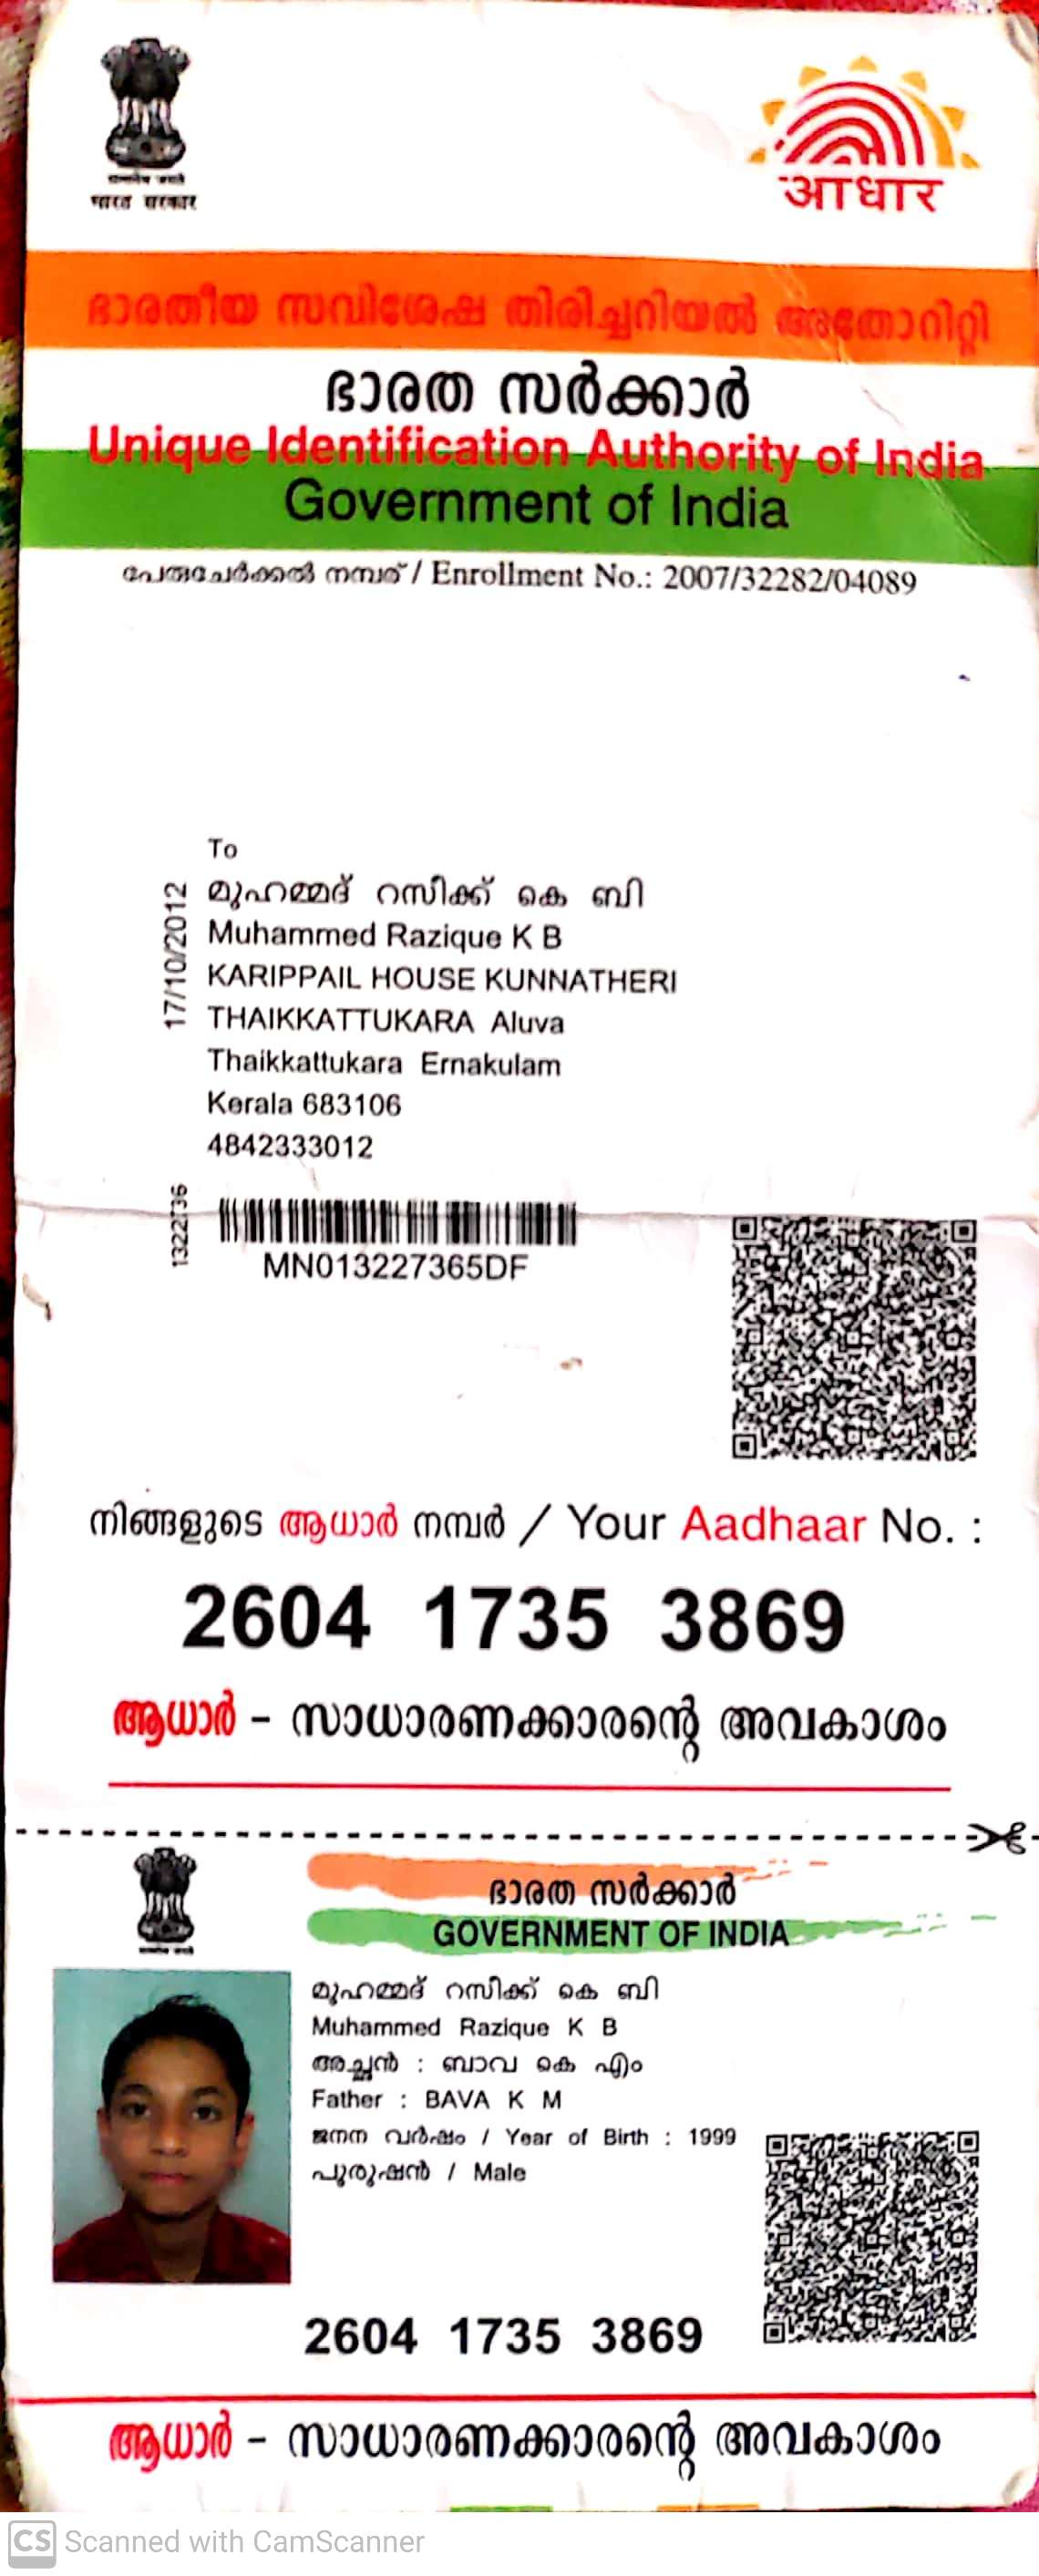 भारत सरकार
आधार
ഭാരതീയ സവിശേഷ തിരിച്ചറിയൽ അതോറിറ്റി
ഭാരത സർക്കാർ
Unique Identification Authority of India
Government of India
പേരുചേർക്കൽ നമ്പര് / Enrollment No.: 2007/32282/04089
To
മുഹമ്മദ് റസീക്ക് കെ ബി
Muhammed Razique K B
KARIPPAIL HOUSE KUNNATHERI
THAIKKATTUKARA Aluva
Thaikkattukara Ernakulam
Kerala 683106
4842333012
17/10/2012
MN013227365DF
നിങ്ങളുടെ ആധാർ നമ്പർ / Your Aadhaar No. :
2604 1735 3869
ആധാർ - സാധാരണക്കാരന്റെ അവകാശം
ഭാരത സർക്കാർ
GOVERNMENT OF INDIA
മുഹമ്മദ് റസീക്ക് കെ ബി
Muhammed Razique K B
അച്ഛൻ : ബാവ കെ എം
Father : BAVA K M
ജനന വർഷം / Year of Birth : 1999
പുരുഷൻ / Male
2604 1735 3869
ആധാർ - സാധാരണക്കാരന്റെ അവകാശം
CS Scanned with CamScanner